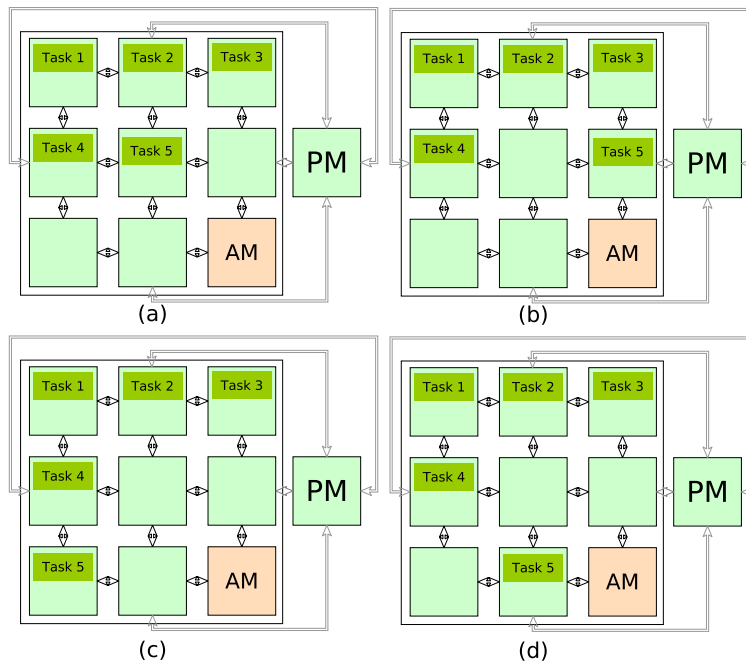 Task 1 Task 2 Task 3
Task 4 Task 5 PM
AM
(a)
Task 1 Task 2 Task 3
Task 4 Task 5 PM
AM
(b)
Task 1 Task 2 Task 3
Task 4 PM
Task 5 AM
(c)
Task 1 Task 2 Task 3
Task 4 PM
Task 5 AM
(d)